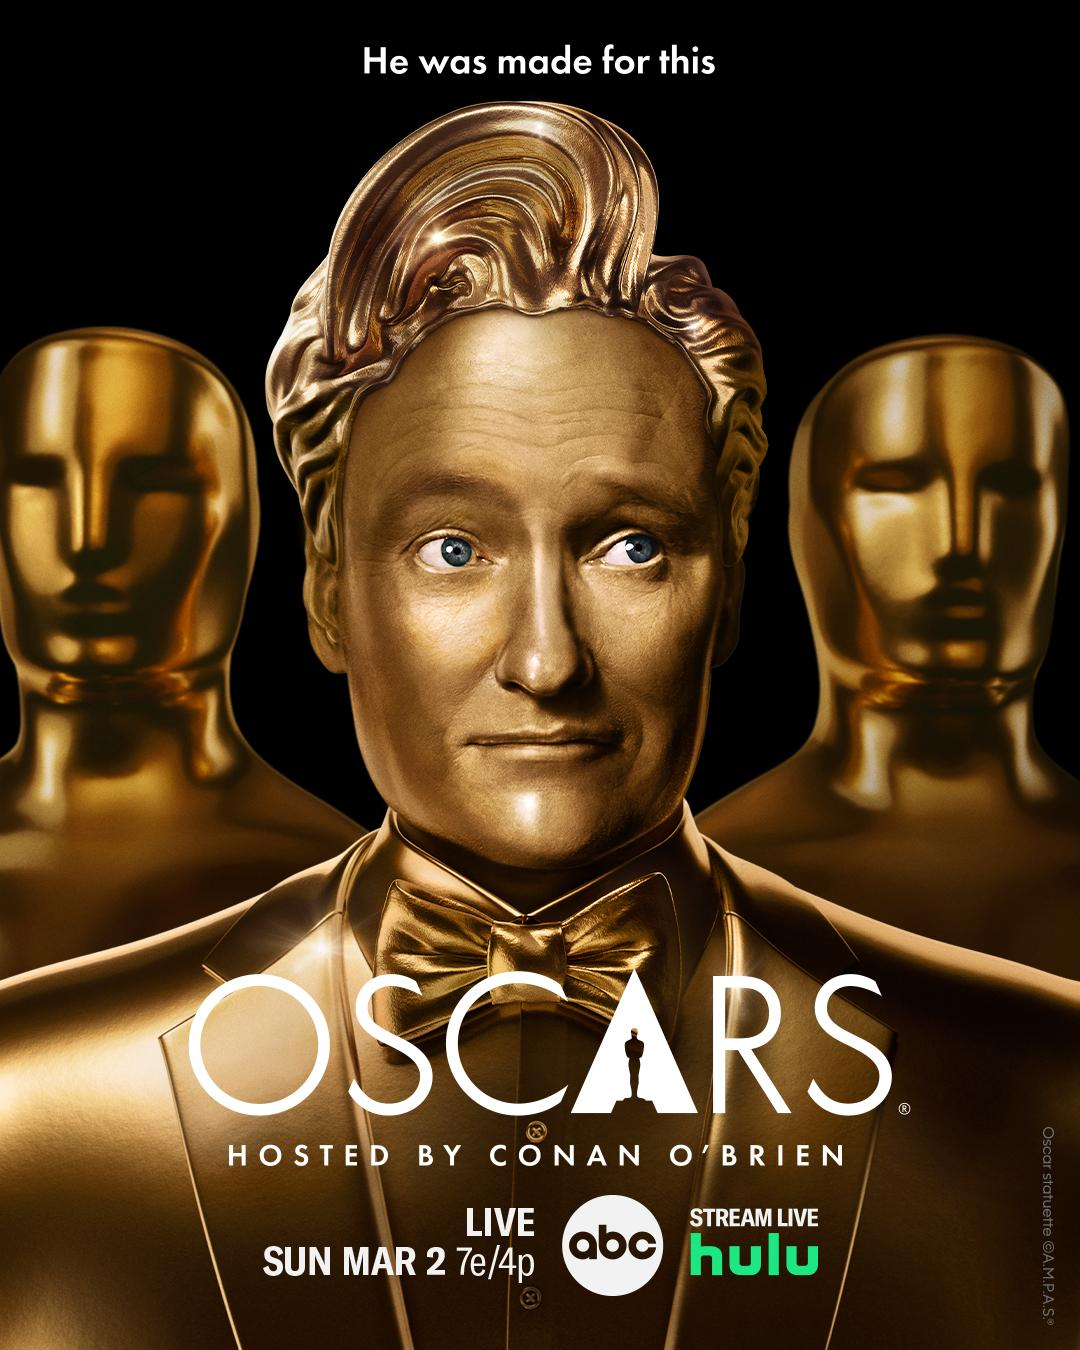 He was made for this
OSCARS®
HOSTED BY CONAN O’BRIEN
LIVE
SUN MAR 2 7e/4p
abc
STREAM LIVE
hulu
Oscar statuette ©A.M.P.A.S.®